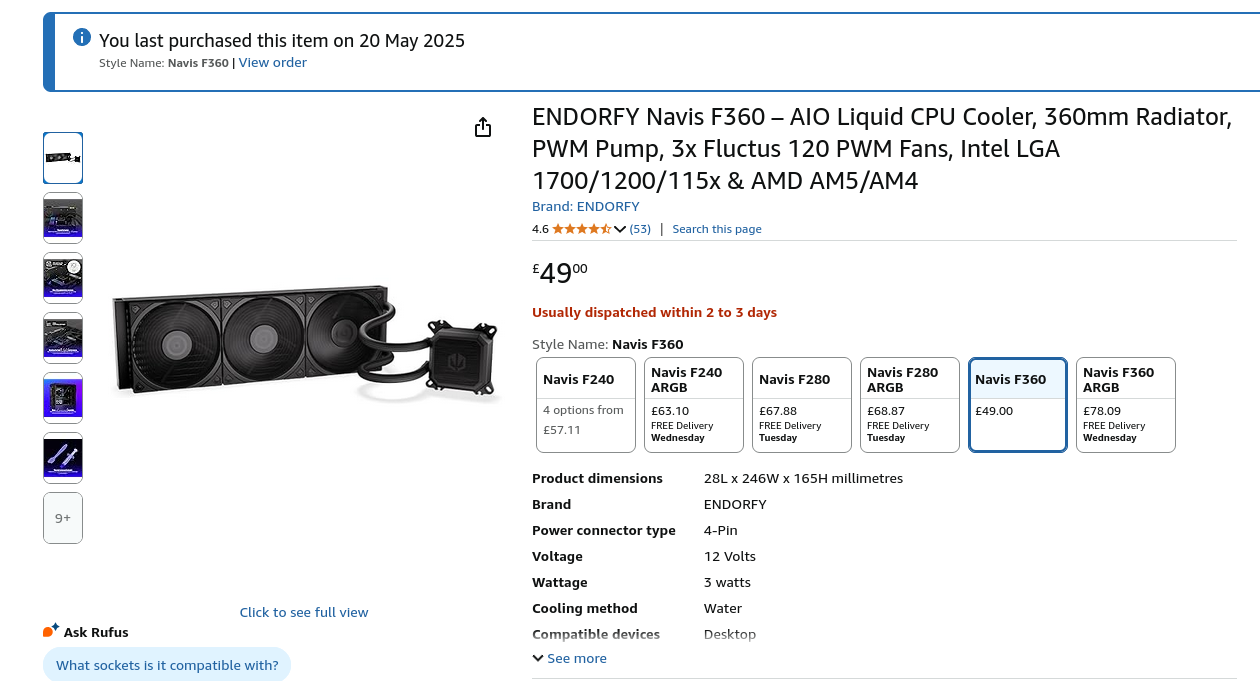 You last purchased this item on 20 May 2025
Style Name: Navis F360 | View order
ENDORFY Navis F360 – AIO Liquid CPU Cooler, 360mm Radiator,
PWM Pump, 3x Fluctus 120 PWM Fans, Intel LGA
1700/1200/115x & AMD AM5/AM4
Brand: ENDORFY
4.6 (53) | Search this page
£4900
Usually dispatched within 2 to 3 days
Style Name: Navis F360
Navis F240
4 options from
£57.11
Navis F240
ARGB
£63.10
FREE Delivery
Wednesday
Navis F280
£67.88
FREE Delivery
Tuesday
Navis F280
ARGB
£68.87
FREE Delivery
Tuesday
Navis F360
£49.00
Navis F360
ARGB
£78.09
FREE Delivery
Wednesday
Product dimensions 28L x 246W x 165H millimetres
Brand ENDORFY
Power connector type 4-Pin
Voltage 12 Volts
Wattage 3 watts
Cooling method Water
Compatible devices Desktop
See more
9+
Click to see full view
Ask Rufus
What sockets is it compatible with?